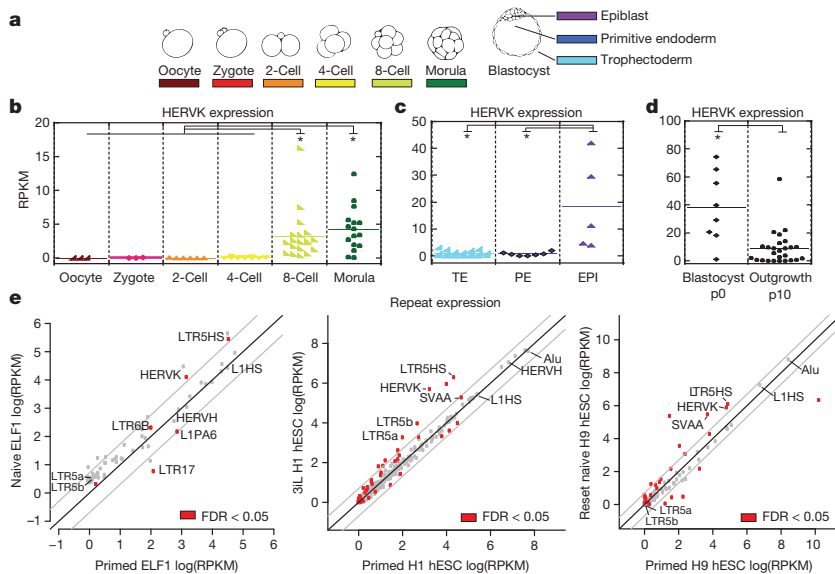 a
Oocyte Zygote 2-Cell 4-Cell 8-Cell Morula
Blastocyst
Epiblast
Primitive endoderm
Trophectoderm
b
HERVK expression
*
*
RPKM
20
15
10
5
0
Oocyte Zygote 2-Cell 4-Cell 8-Cell Morula
c
HERVK expression
*
*
50
40
30
20
10
0
TE PE EPI
d
HERVK expression
*
100
80
60
40
20
0
Blastocyst Outgrowth
p0 p10
e
Repeat expression
Naive ELF1 log(RPKM)
6
5
4
3
2
1
0
−1
LTR5HS
HERVK
L1HS
LTR6B
HERVH
L1PA6
LTR17
LTR5a
LTR5b
FDR < 0.05
−1 0 1 2 3 4 5 6
Primed ELF1 log(RPKM)
3iL H1 hESC log(RPKM)
8
6
4
2
0
Alu
LTR5HS
HERVH
HERVK
SVAA
L1HS
LTR5b
LTR5a
FDR < 0.05
0 2 4 6 8
Primed H1 hESC log(RPKM)
Reset naive H9 hESC log(RPKM)
10
8
6
4
2
0
Alu
LTR5HS
L1HS
HERVK
SVAA
LTR5a
LTR5b
FDR < 0.05
0 2 4 6 8 10
Primed H9 hESC log(RPKM)